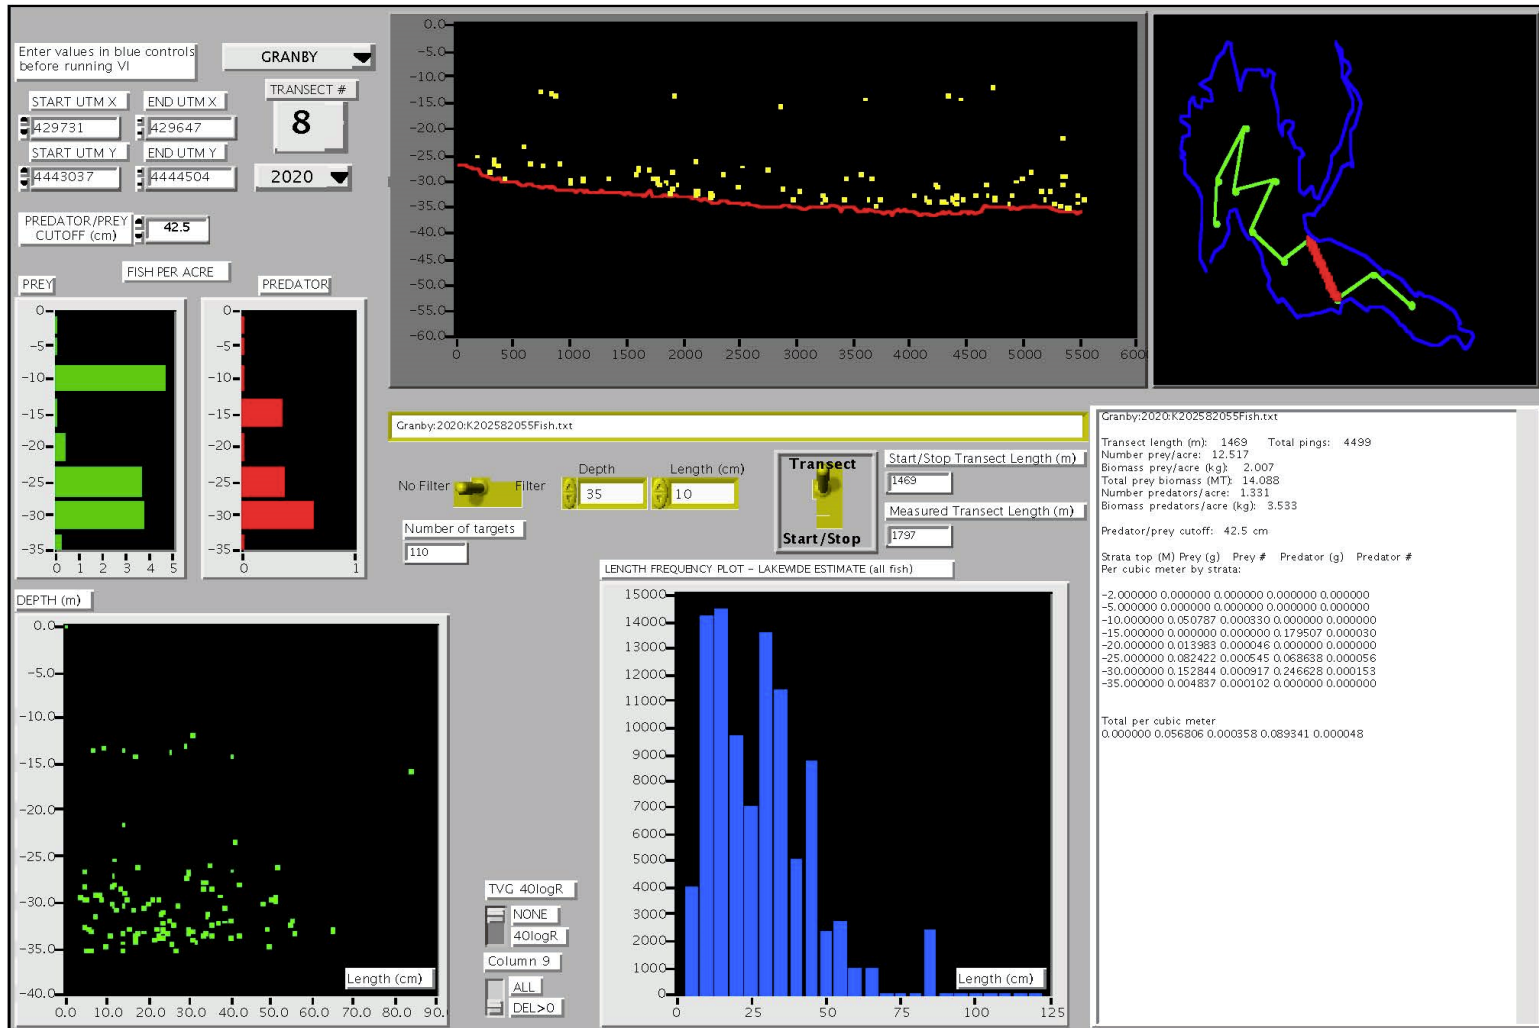 Enter values in blue controls
before running VI
GRANBY
TRANSECT #
8
START UTM X
END UTM X
429731
429647
START UTM Y
END UTM Y
4443037
4444504
2020
PREDATOR/PREY
CUTOFF (cm)
42.5
FISH PER ACRE
PREY
PREDATOR
0
-5
-10
-15
-20
-25
-30
-35
0 1 2 3 4 5
0
-5
-10
-15
-20
-25
-30
-35
0 1
0.0
-5.0
-10.0
-15.0
-20.0
-25.0
-30.0
-35.0
-40.0
-45.0
-50.0
-55.0
-60.0
0 500 1000 1500 2000 2500 3000 3500 4000 4500 5000 5500 6000
Granby:2020:K202582055Fish.txt
No Filter
Filter
Depth
35
Length (cm)
10
Number of targets
110
Transect
Start/Stop
Start/Stop Transect Length (m)
1469
Measured Transect Length (m)
1797
Granby:2020:K202582055Fish.txt
Transect length (m): 1469 Total pings: 4499
Number prey/acre: 12.517
Biomass prey/acre (kg): 2.007
Total prey biomass (MT): 14.088
Number predators/acre: 1.331
Biomass predators/acre (kg): 3.533
Predator/prey cutoff: 42.5 cm
Strata top (M) Prey (g) Prey # Predator (g) Predator #
Per cubic meter by strata:
-2.000000 0.000000 0.000000 0.000000 0.000000
-5.000000 0.000000 0.000000 0.000000 0.000000
-10.000000 0.050787 0.000330 0.000000 0.000000
-15.000000 0.000000 0.000000 0.179507 0.000030
-20.000000 0.013983 0.000046 0.000000 0.000000
-25.000000 0.082422 0.000545 0.068638 0.000056
-30.000000 0.152844 0.000917 0.246628 0.000153
-35.000000 0.004837 0.000102 0.000000 0.000000
Total per cubic meter
0.000000 0.056806 0.000358 0.089341 0.000048
DEPTH (m)
0.0
-5.0
-10.0
-15.0
-20.0
-25.0
-30.0
-35.0
-40.0
Length (cm)
0.0 10.0 20.0 30.0 40.0 50.0 60.0 70.0 80.0 90.
TVG 40logR
NONE
40logR
Column 9
ALL
DEL>0
LENGTH FREQUENCY PLOT - LAKEWIDE ESTIMATE (all fish)
15000
14000
13000
12000
11000
10000
9000
8000
7000
6000
5000
4000
3000
2000
1000
0
Length (cm)
0 25 50 75 100 125